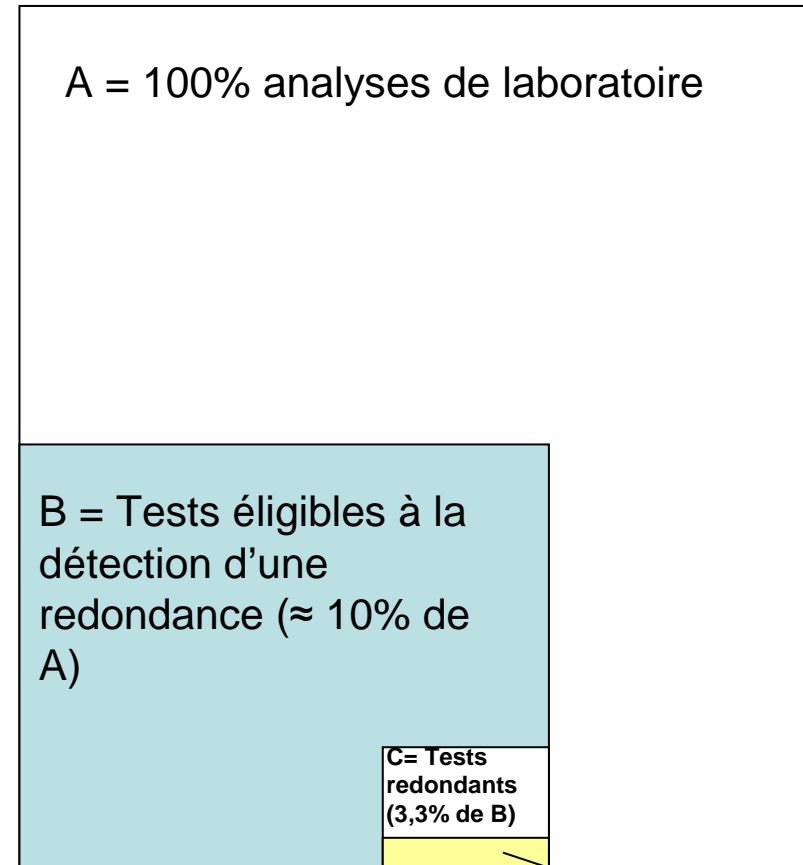 A = 100% analyses de laboratoire
B = Tests éligibles à la
détection d’une
redondance (≈ 10% de
A)
C= Tests
redondants
(3,3% de B)